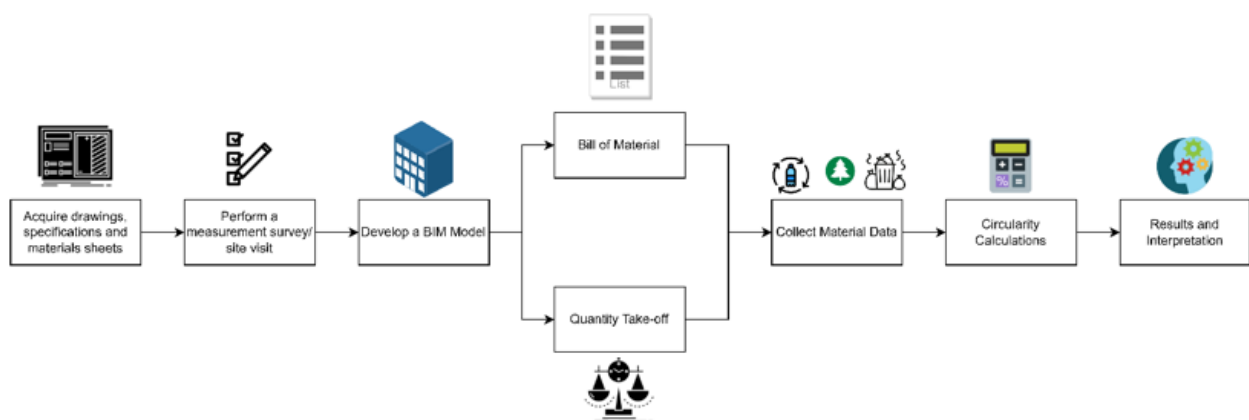 List
Bill of Material
Acquire drawings,
specifications and
materials sheets
Perform a
measurement survey/
site visit
Develop a BIM Model
Quantity Take-off
Collect Material Data
Circularity
Calculations
Results and
Interpretation